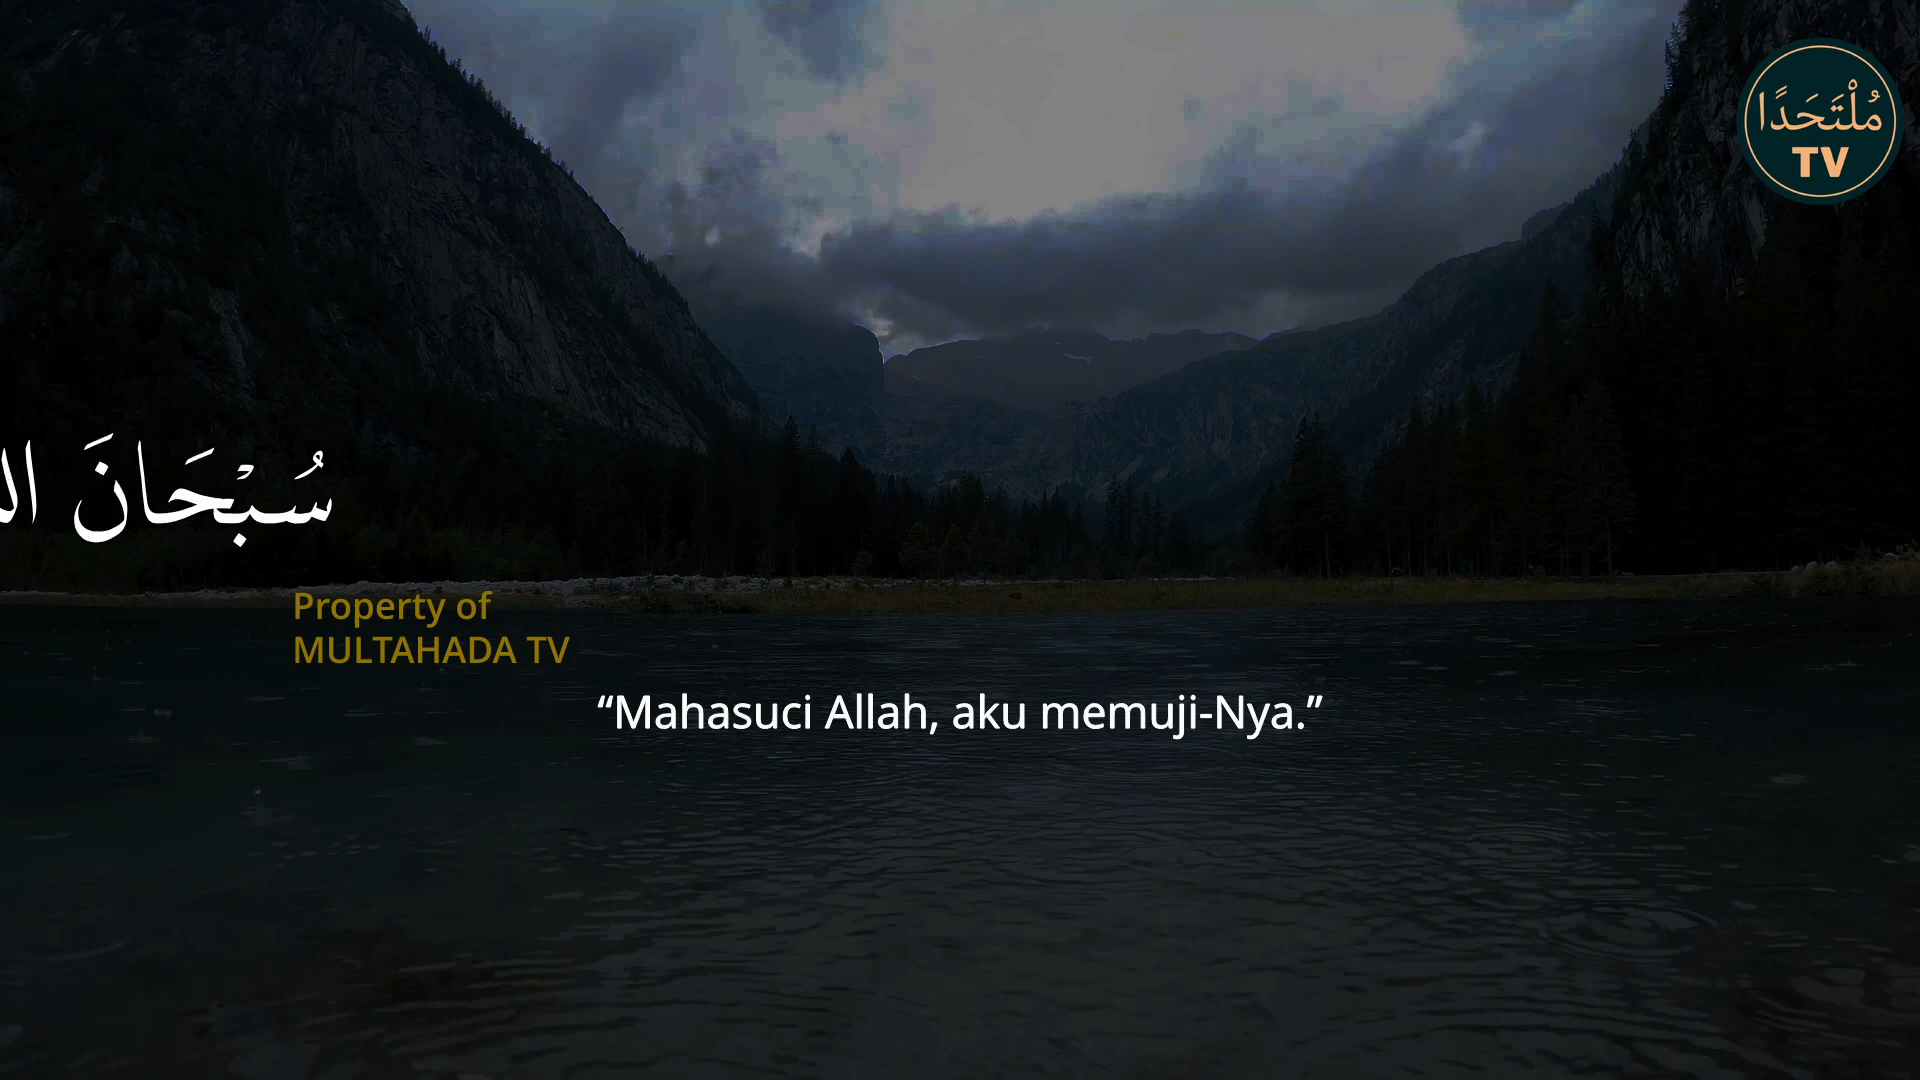 مُلْتَحَدًا
TV
سُبْحَانَ
Property of
MULTAHADA TV
“Mahasuci Allah, aku memuji-Nya.”